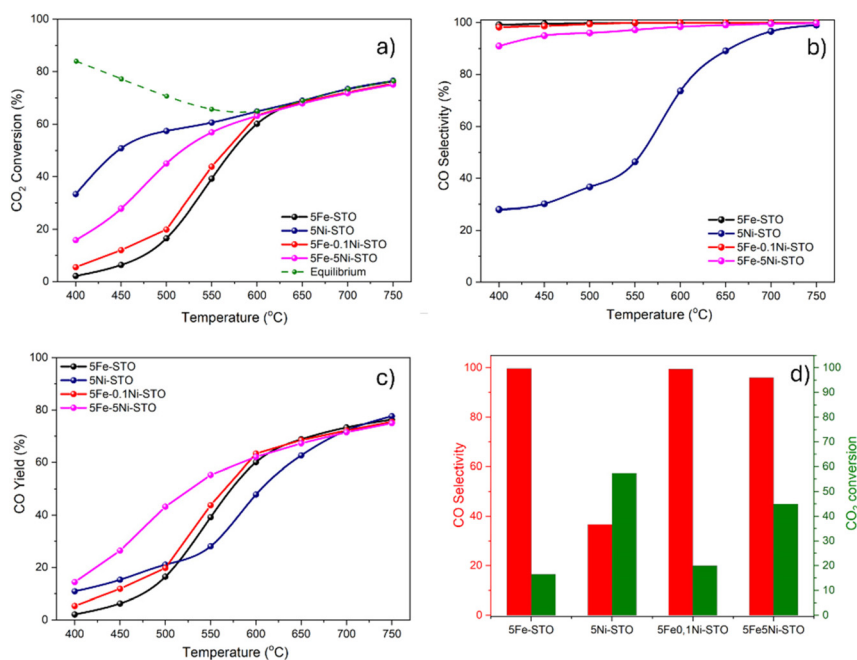 a)
CO2 Conversion (%)
100
80
60
40
20
0
5Fe-STO
5Ni-STO
5Fe-0.1Ni-STO
5Fe-5Ni-STO
Equilibrium
400 450 500 550 600 650 700 750
Temperature (°C)
b)
CO Selectivity (%)
100
80
60
40
20
0
5Fe-STO
5Ni-STO
5Fe-0.1Ni-STO
5Fe-5Ni-STO
400 450 500 550 600 650 700 750
Temperature (°C)
c)
CO Yield (%)
100
80
60
40
20
0
5Fe-STO
5Ni-STO
5Fe-0.1Ni-STO
5Fe-5Ni-STO
400 450 500 550 600 650 700 750
Temperature (°C)
d)
CO Selectivity
100
80
60
40
20
0
CO2 conversion
100
90
80
70
60
50
40
30
20
10
0
5Fe-STO 5Ni-STO 5Fe0,1Ni-STO 5Fe5Ni-STO